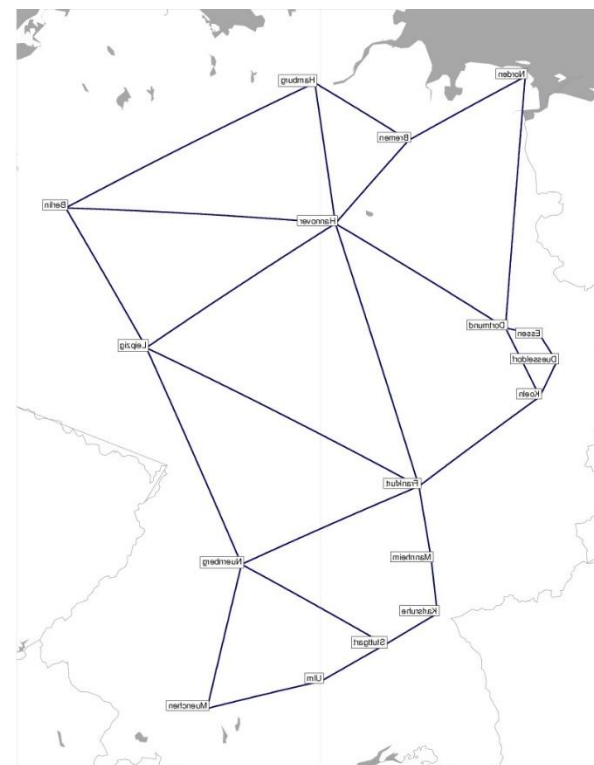 Hamburg
Norden
Bremen
Berlin
Hannover
Dortmund
Essen
Leipzig
Duesseldorf
Koeln
Frankfurt
Mannheim
Nuernberg
Karlsruhe
Stuttgart
Ulm
Muenchen